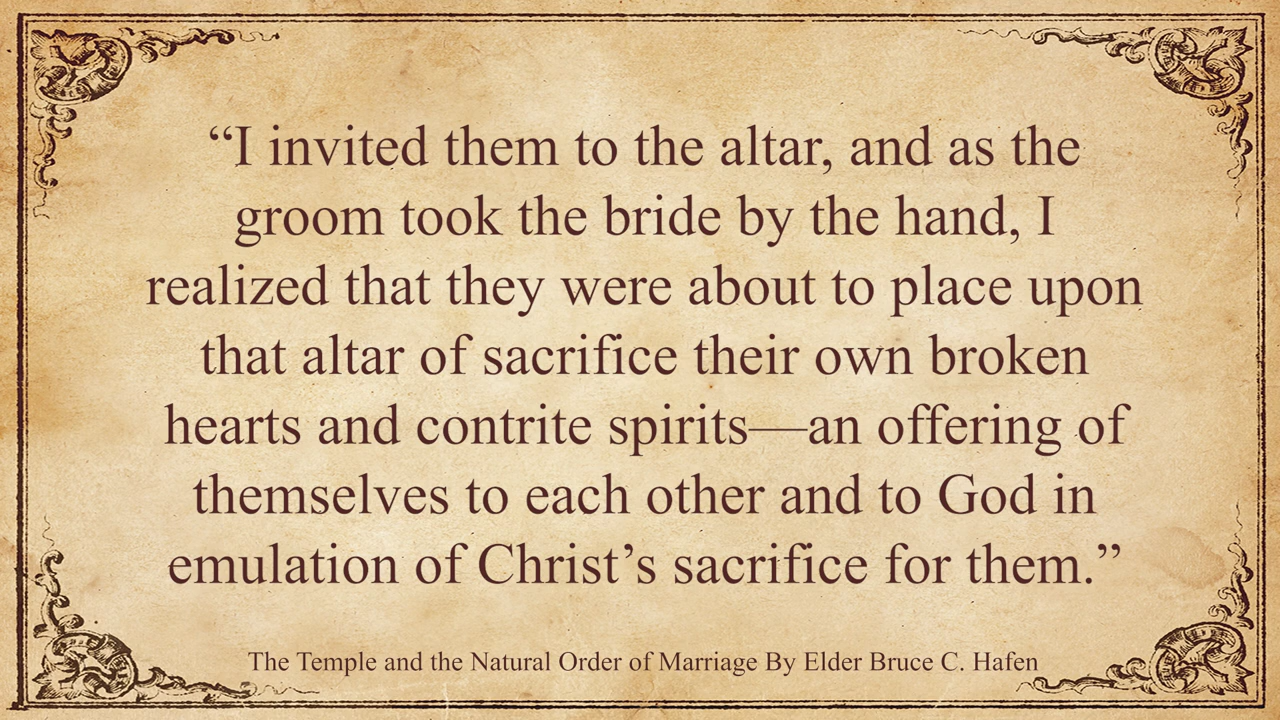 “I invited them to the altar, and as the
groom took the bride by the hand, I
realized that they were about to place upon
that altar of sacrifice their own broken
hearts and contrite spirits—an offering of
themselves to each other and to God in
emulation of Christ’s sacrifice for them.”
The Temple and the Natural Order of Marriage By Elder Bruce C. Hafen